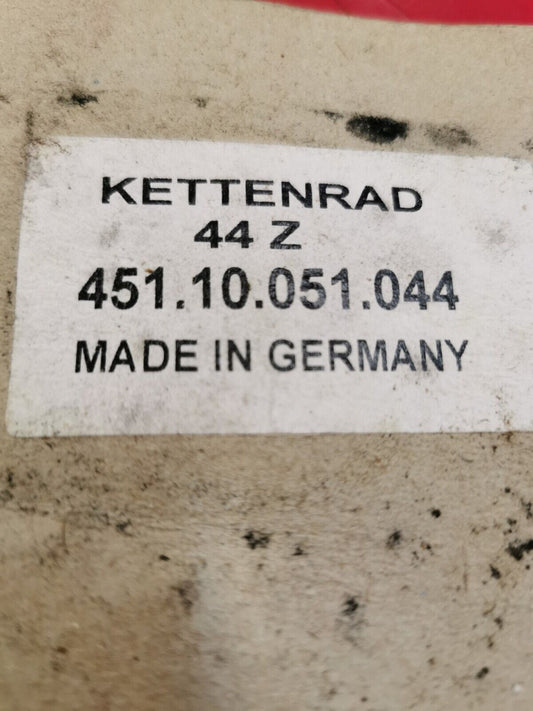 KETTENRAD
44 Z
451.10.051.044
MADE IN GERMANY